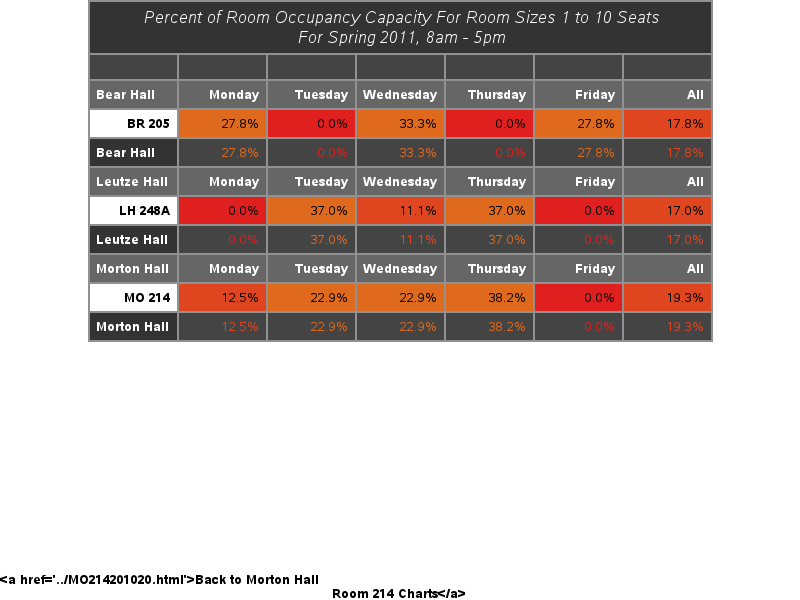 Percent of Room Occupancy Capacity For Room Sizes 1 to 10 Seats
For Spring 2011, 8am - 5pm
Bear Hall Monday Tuesday Wednesday Thursday Friday All
BR 205 27.8% 0.0% 33.3% 0.0% 27.8% 17.8%
Bear Hall 27.8% 0.0% 33.3% 0.0% 27.8% 17.8%
Leutze Hall Monday Tuesday Wednesday Thursday Friday All
LH 248A 0.0% 37.0% 11.1% 37.0% 0.0% 17.0%
Leutze Hall 0.0% 37.0% 11.1% 37.0% 0.0% 17.0%
Morton Hall Monday Tuesday Wednesday Thursday Friday All
MO 214 12.5% 22.9% 22.9% 38.2% 0.0% 19.3%
Morton Hall 12.5% 22.9% 22.9% 38.2% 0.0% 19.3%
<a href='../MO214201020.html'>Back to Morton Hall
Room 214 Charts</a>